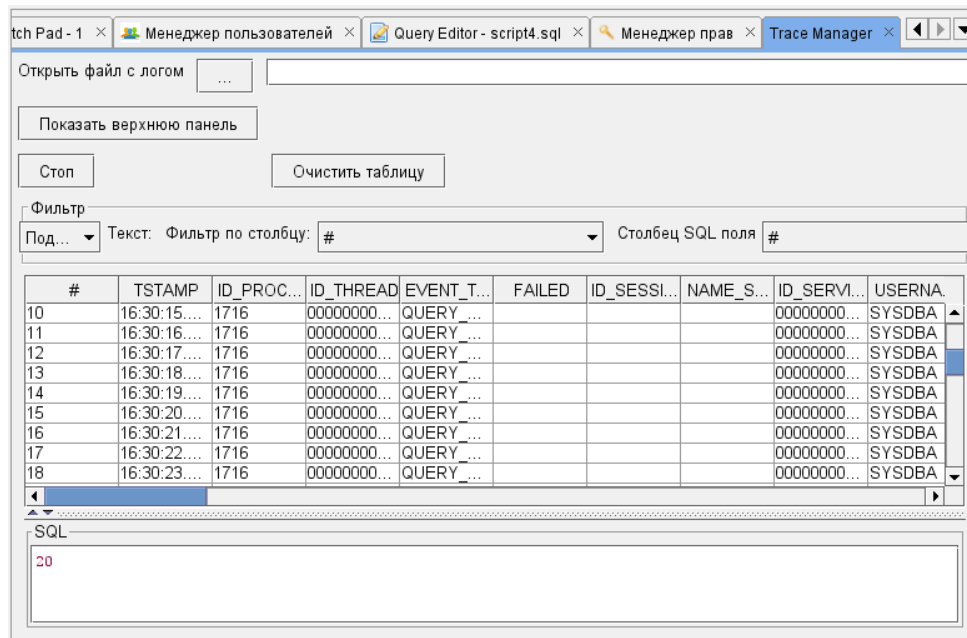 tch Pad - 1 × Менеджер пользователей × Query Editor - script4.sql × Менеджер прав × Trace Manager ×
Открыть файл с логом ...
Показать верхнюю панель
Стоп Очистить таблицу
Фильтр
Под... Текст: Фильтр по столбцу: # Столбец SQL поля #
# TSTAMP ID_PROC... ID_THREAD EVENT_T... FAILED ID_SESSI... NAME_S... ID_SERVI... USERNA.
10 16:30:15.... 1716 00000000... QUERY_... 00000000... SYSDBA
11 16:30:16.... 1716 00000000... QUERY_... 00000000... SYSDBA
12 16:30:17.... 1716 00000000... QUERY_... 00000000... SYSDBA
13 16:30:18.... 1716 00000000... QUERY_... 00000000... SYSDBA
14 16:30:19.... 1716 00000000... QUERY_... 00000000... SYSDBA
15 16:30:20.... 1716 00000000... QUERY_... 00000000... SYSDBA
16 16:30:21.... 1716 00000000... QUERY_... 00000000... SYSDBA
17 16:30:22.... 1716 00000000... QUERY_... 00000000... SYSDBA
18 16:30:23.... 1716 00000000... QUERY_... 00000000... SYSDBA
SQL
20